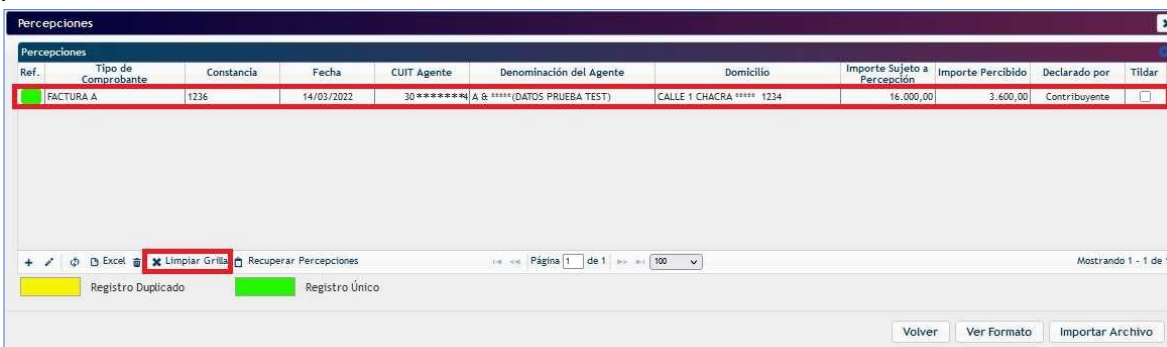 Percepciones
Percepciones
Ref. Tipo de Comprobante Constancia Fecha CUIT Agente Denominación del Agente Domicilio Importe Sujeto a Percepción Importe Percibido Declarado por Tildar
FACTURA A 1236 14/03/2022 30*******4 A & *****(DATOS PRUEBA TEST) CALLE 1 CHACRA ***** 1234 16.000,00 3.600,00 Contribuyente
Excel Limpiar Grilla Recuperar Percepciones Página 1 de 1 100 Mostrando 1 - 1 de
Registro Duplicado Registro Único
Volver Ver Formato Importar Archivo